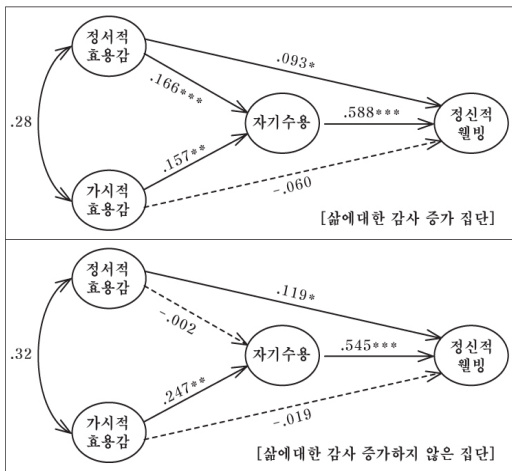 정서적
효용감
.093*
.166***
.28
자기수용
.588***
정신적
웰빙
.157**
가시적
효용감
-.060
[삶에대한 감사 증가 집단]
정서적
효용감
.119*
-.002
.32
자기수용
.545***
정신적
웰빙
.247**
가시적
효용감
-.019
[삶에대한 감사 증가하지 않은 집단]